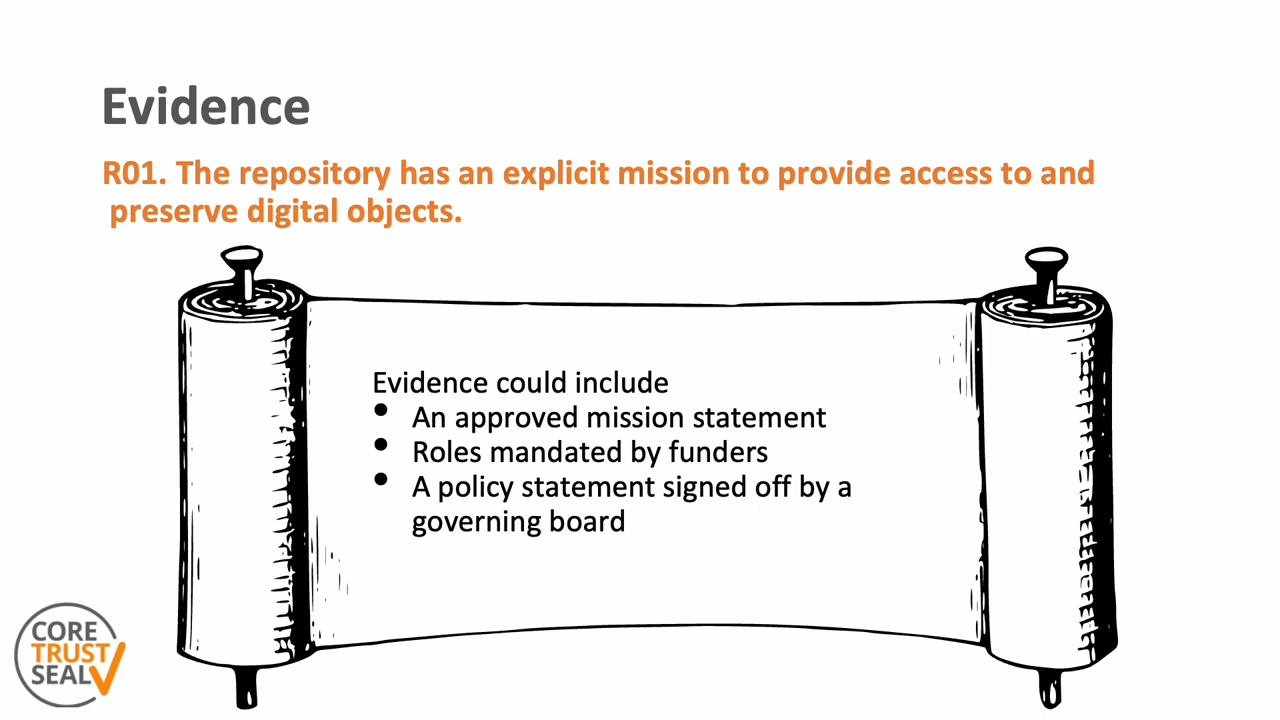 Evidence
R01. The repository has an explicit mission to provide access to and
preserve digital objects.
Evidence could include
• An approved mission statement
• Roles mandated by funders
• A policy statement signed off by a
governing board
CORE
TRUST
SEAL